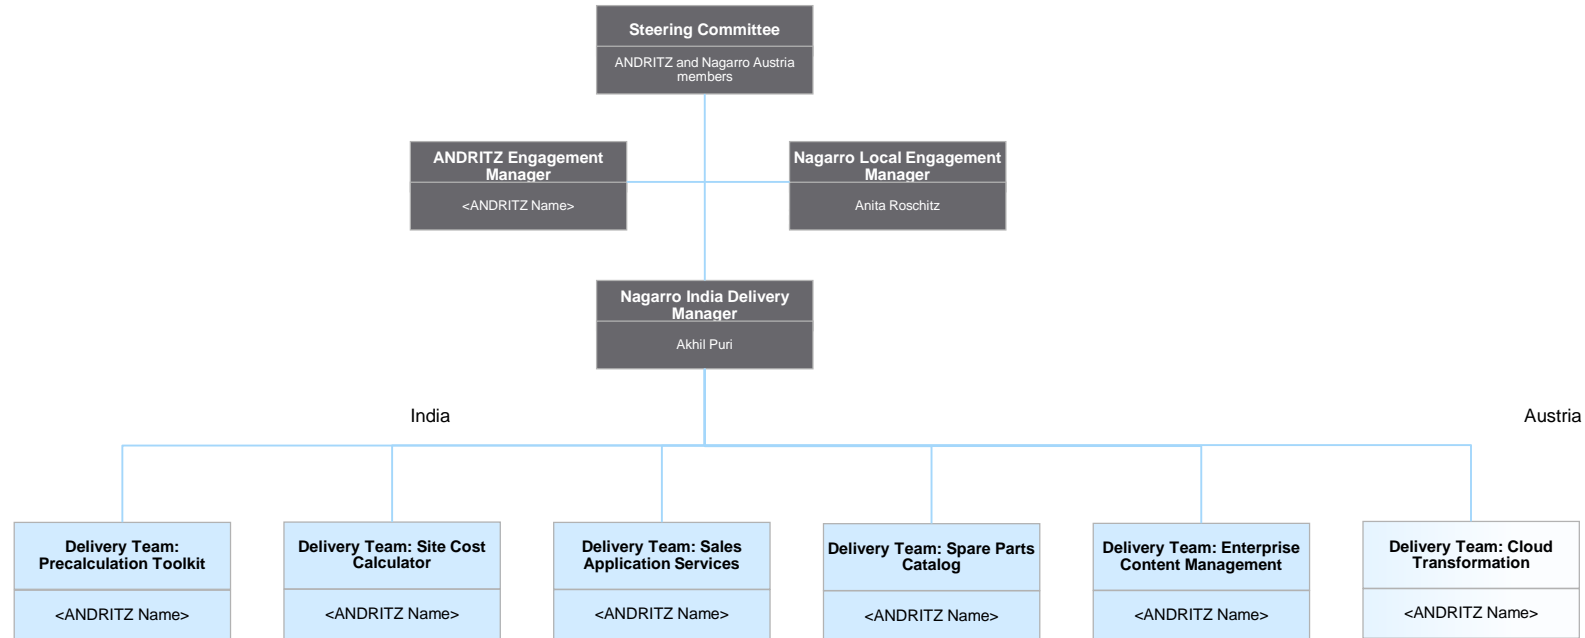 Steering Committee
ANDRITZ and Nagarro Austria
members
ANDRITZ Engagement
Manager
<ANDRITZ Name>
Nagarro Local Engagement
Manager
Anita Roschitz
Nagarro India Delivery
Manager
Akhil Puri
India
Austria
Delivery Team:
Precalculation Toolkit
<ANDRITZ Name>
Delivery Team: Site Cost
Calculator
<ANDRITZ Name>
Delivery Team: Sales
Application Services
<ANDRITZ Name>
Delivery Team: Spare Parts
Catalog
<ANDRITZ Name>
Delivery Team: Enterprise
Content Management
<ANDRITZ Name>
Delivery Team: Cloud
Transformation
<ANDRITZ Name>